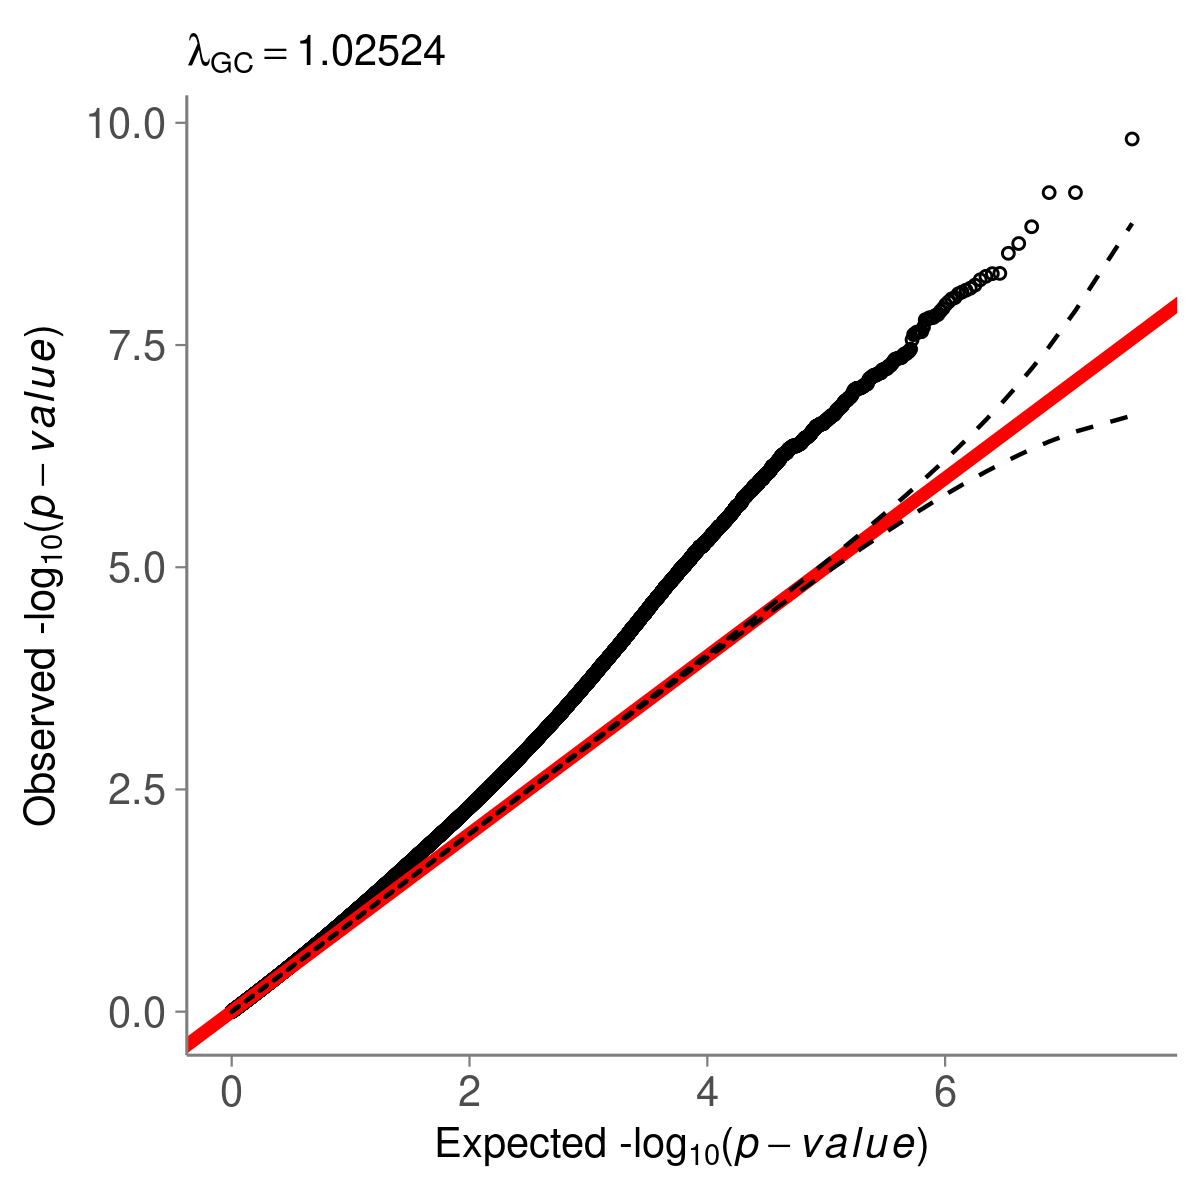 λGC = 1.02524
10.0
7.5
5.0
2.5
0.0
Observed -log10(p − value)
0 2 4 6
Expected -log10(p − value)